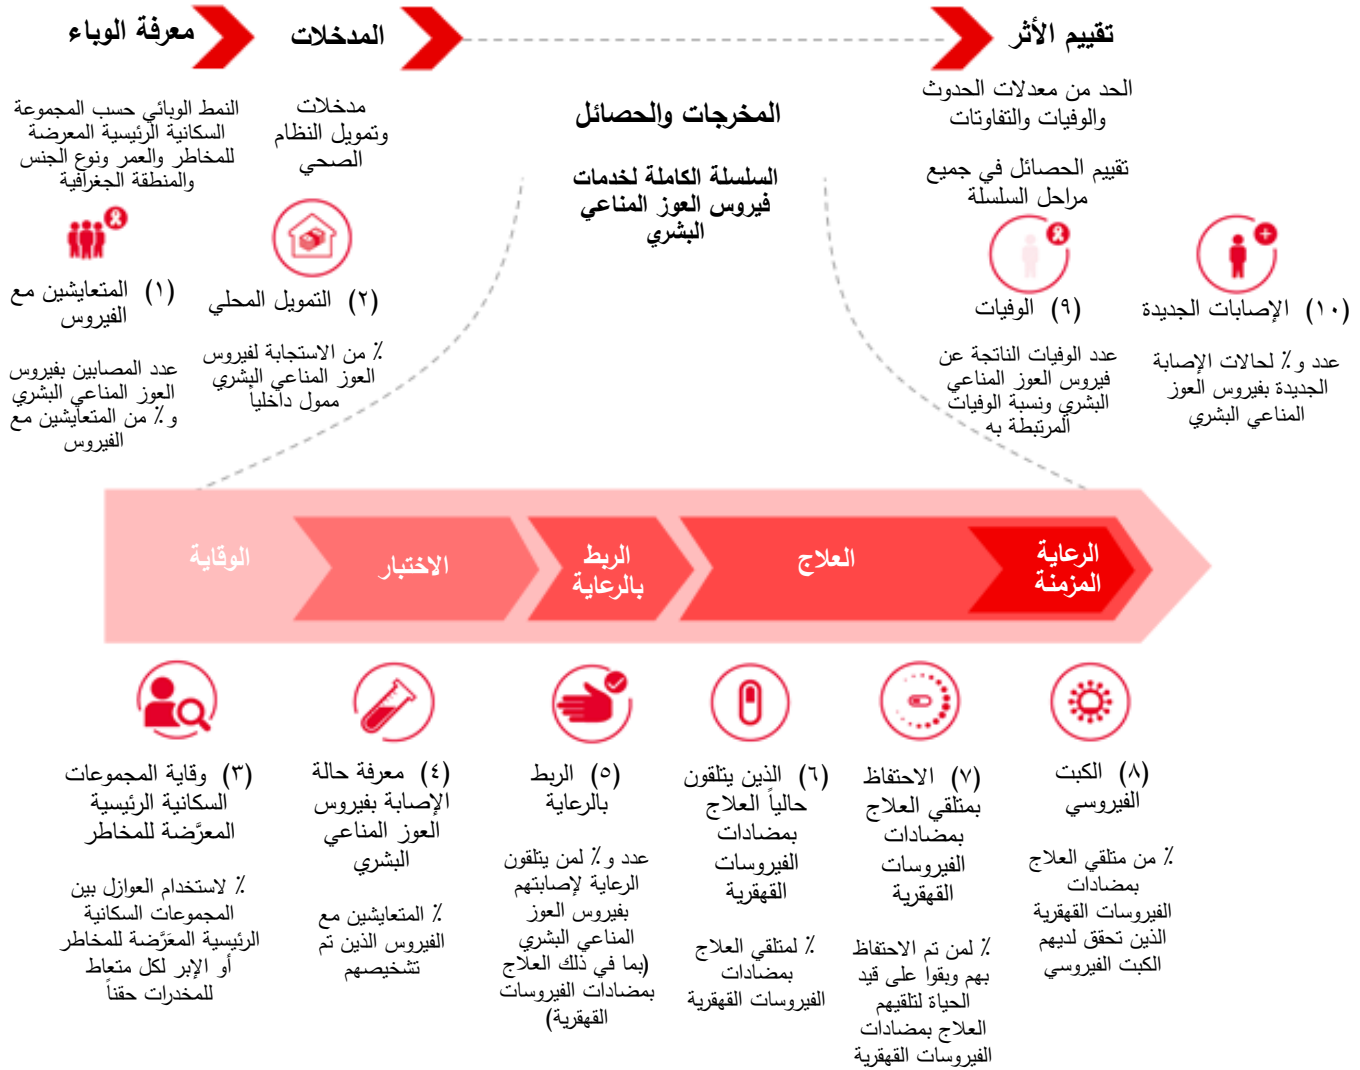 معرفة الوباء
النمط الوبائي حسب المجموعة
السكانية الرئيسية المعرضة
للمخاطر والعمر ونوع الجنس
والمنطقة الجغرافية
(١) المتعايشين مع
الفيروس
عدد المصابين بفيروس
العوز المناعي البشري
و٪ من المتعايشين مع
الفيروس
المدخلات
مدخلات
وتمويل النظام
الصحي
(٢) التمويل المحلي
٪ من الاستجابة لفيروس
العوز المناعي البشري
ممول داخلياً
المخرجات والحصائل
السلسلة الكاملة لخدمات
فيروس العوز المناعي
البشري
تقييم الأثر
الحد من معدلات الحدوث
والوفيات والتفاوتات
تقييم الحصائل في جميع
مراحل السلسلة
(٩) الوفيات
عدد الوفيات الناتجة عن
فيروس العوز المناعي
البشري ونسبة الوفيات
المرتبطة به
(١٠) الإصابات الجديدة
عدد و٪ لحالات الإصابة
الجديدة بفيروس العوز
المناعي البشري
الوقاية
الاختبار
الربط
بالرعاية
العلاج
الرعاية
المزمنة
(٣) وقاية المجموعات
السكانية الرئيسية
المعرَّضة للمخاطر
٪ لاستخدام العوازل بين
المجموعات السكانية
الرئيسية المعَرَّضة للمخاطر
أو الإبر لكل متعاط
للمخدرات حقناً
(٤) معرفة حالة
الإصابة بفيروس
العوز المناعي
البشري
٪ المتعايشين مع
الفيروس الذين تم
تشخيصهم
(٥) الربط
بالرعاية
عدد و٪ لمن يتلقون
الرعاية لإصابتهم
بفيروس العوز
المناعي البشري
(بما في ذلك العلاج
بمضادات الفيروسات
القهقرية)
(٦) الذين يتلقون
حالياً العلاج
بمضادات
الفيروسات
القهقرية
٪ لمتلقي العلاج
بمضادات
الفيروسات القهقرية
(٧) الاحتفاظ
بمتلقي العلاج
بمضادات
الفيروسات
القهقرية
٪ لمن تم الاحتفاظ
بهم وبقوا على قيد
الحياة لتلقيهم
العلاج بمضادات
الفيروسات القهقرية
(٨) الكبت
الفيروسي
٪ من متلقي العلاج
بمضادات
الفيروسات القهقرية
الذين تحقق لديهم
الكبت الفيروسي